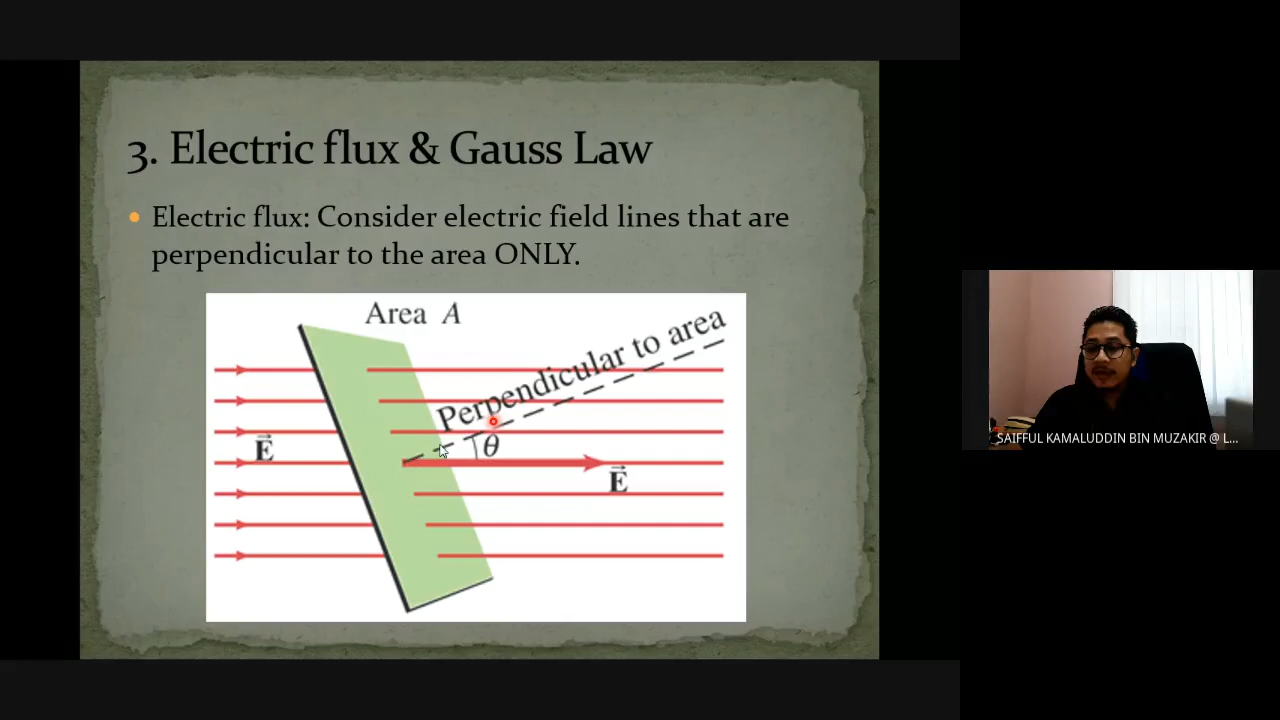 3. Electric flux & Gauss Law
Electric flux: Consider electric field lines that are
perpendicular to the area ONLY.
Area A
Perpendicular to area
θ
E
E
SAIFFUL KAMALUDDIN BIN MUZAKIR @ L...